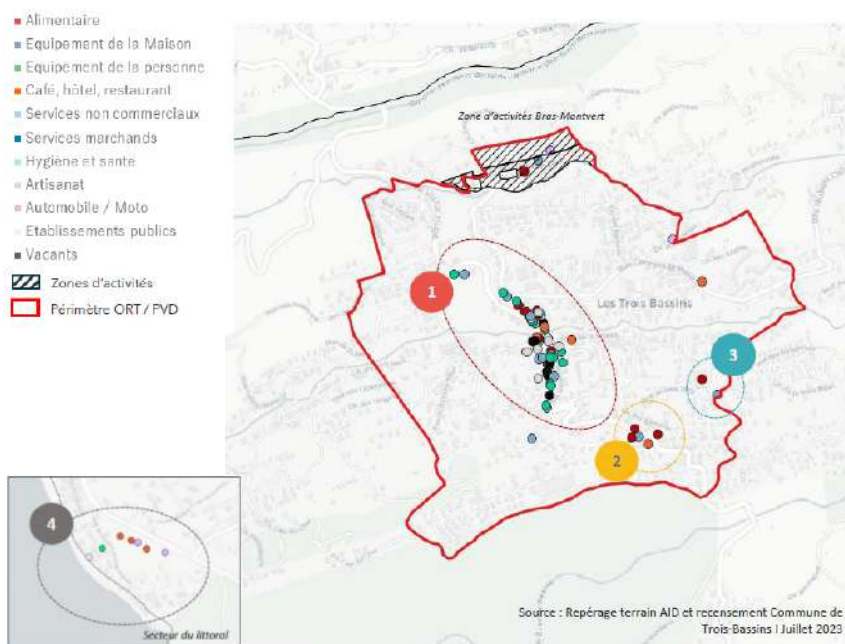 Alimentaire
Equipement de la Maison
Equipement de la personne
Café, hôtel, restaurant
Services non commerciaux
Services marchands
Hygiène et santé
Artisanat
Automobile / Moto
Etablissements publics
Vacants
Zones d'activités
Périmètre ORT / PVD
Zone d'activités Bras-Montvert
1
Les Trois Bassins
3
2
4
Secteur du littoral
Source : Repérage terrain AID et recensement Commune de
Trois-Bassins I Juillet 2023